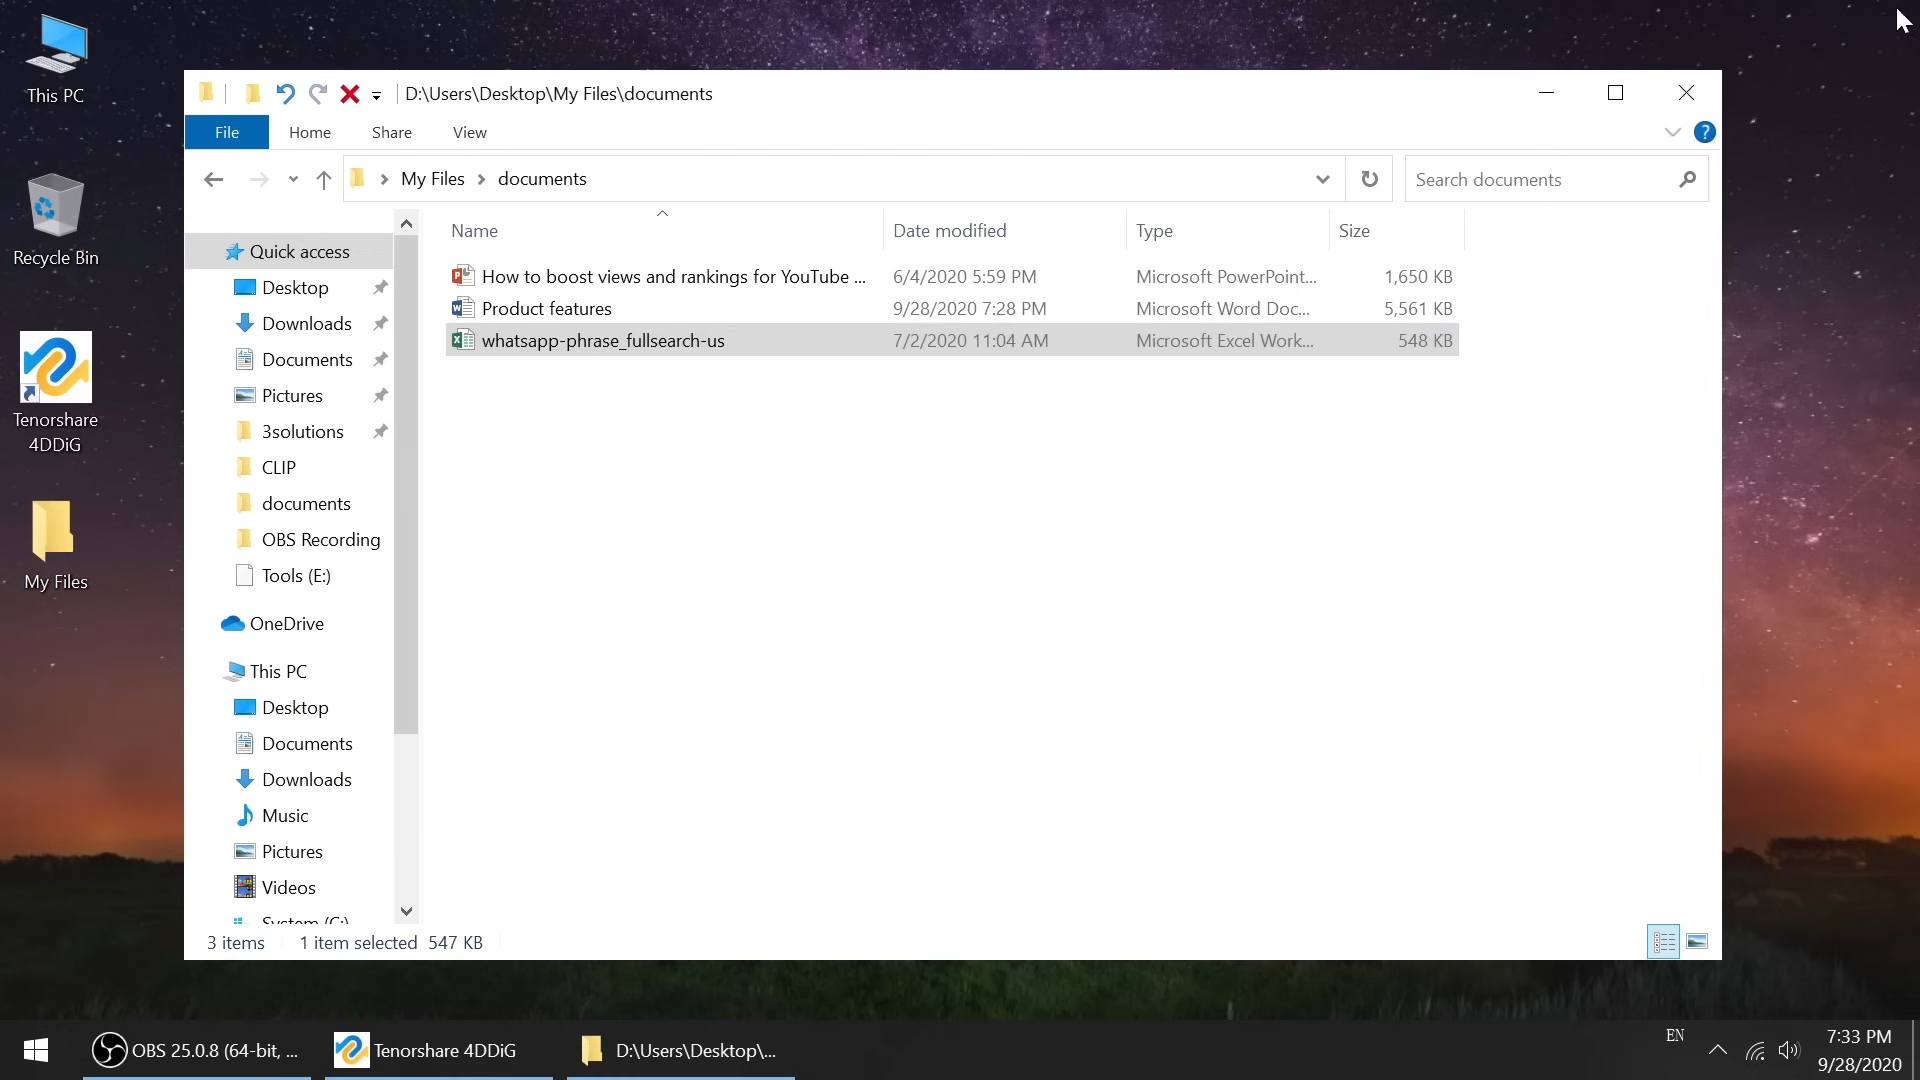 This PC
Recycle Bin
Tenorshare
4DDiG
My Files
D:\Users\Desktop\My Files\documents
File Home Share View
?
My Files documents
Search documents
Name Date modified Type Size
How to boost views and rankings for YouTube ... 6/4/2020 5:59 PM Microsoft PowerPoint... 1,650 KB
Product features 9/28/2020 7:28 PM Microsoft Word Doc... 5,561 KB
whatsapp-phrase_fullsearch-us 7/2/2020 11:04 AM Microsoft Excel Work... 548 KB
Quick access
Desktop
Downloads
Documents
Pictures
3solutions
CLIP
documents
OBS Recording
Tools (E:)
OneDrive
This PC
Desktop
Documents
Downloads
Music
Pictures
Videos
System (C:)
3 items 1 item selected 547 KB
OBS 25.0.8 (64-bit, ...
Tenorshare 4DDiG
D:\Users\Desktop\...
EN
7:33 PM
9/28/2020